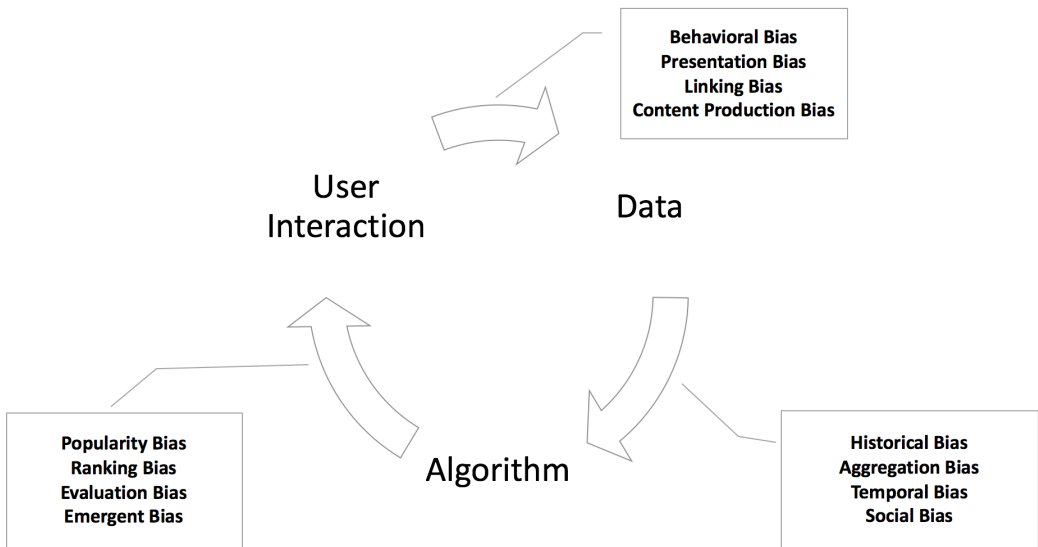 Behavioral Bias
Presentation Bias
Linking Bias
Content Production Bias
User
Interaction
Data
Algorithm
Popularity Bias
Ranking Bias
Evaluation Bias
Emergent Bias
Historical Bias
Aggregation Bias
Temporal Bias
Social Bias